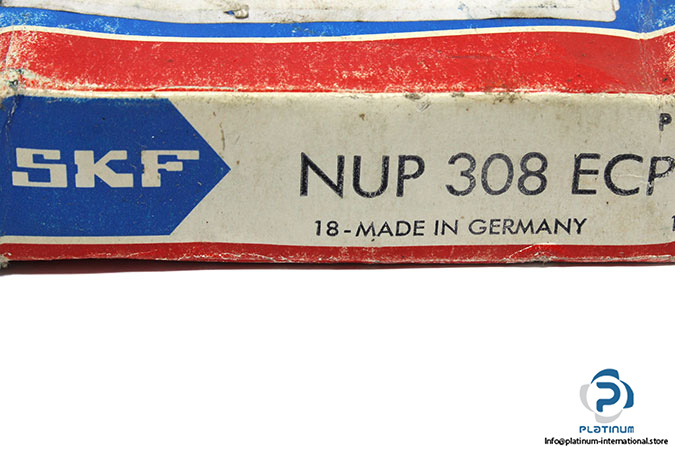 SKF
NUP 308 ECP
18-MADE IN GERMANY
P
PLATINUM
Info@platinum-international.store